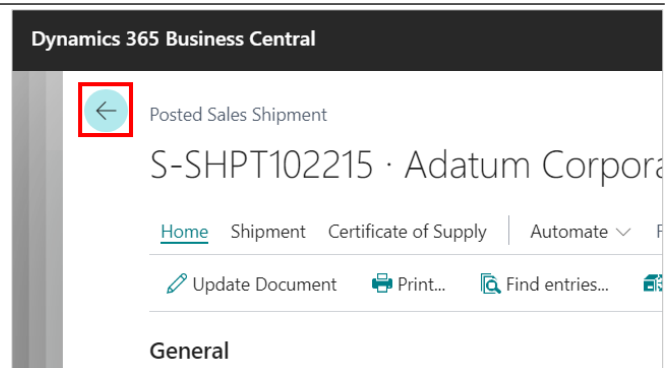 Dynamics 365 Business Central
Posted Sales Shipment
S-SHPT102215 · Adatum
Home Shipment Certificate of Supply Automate
Update Document Print... Find entries...
General